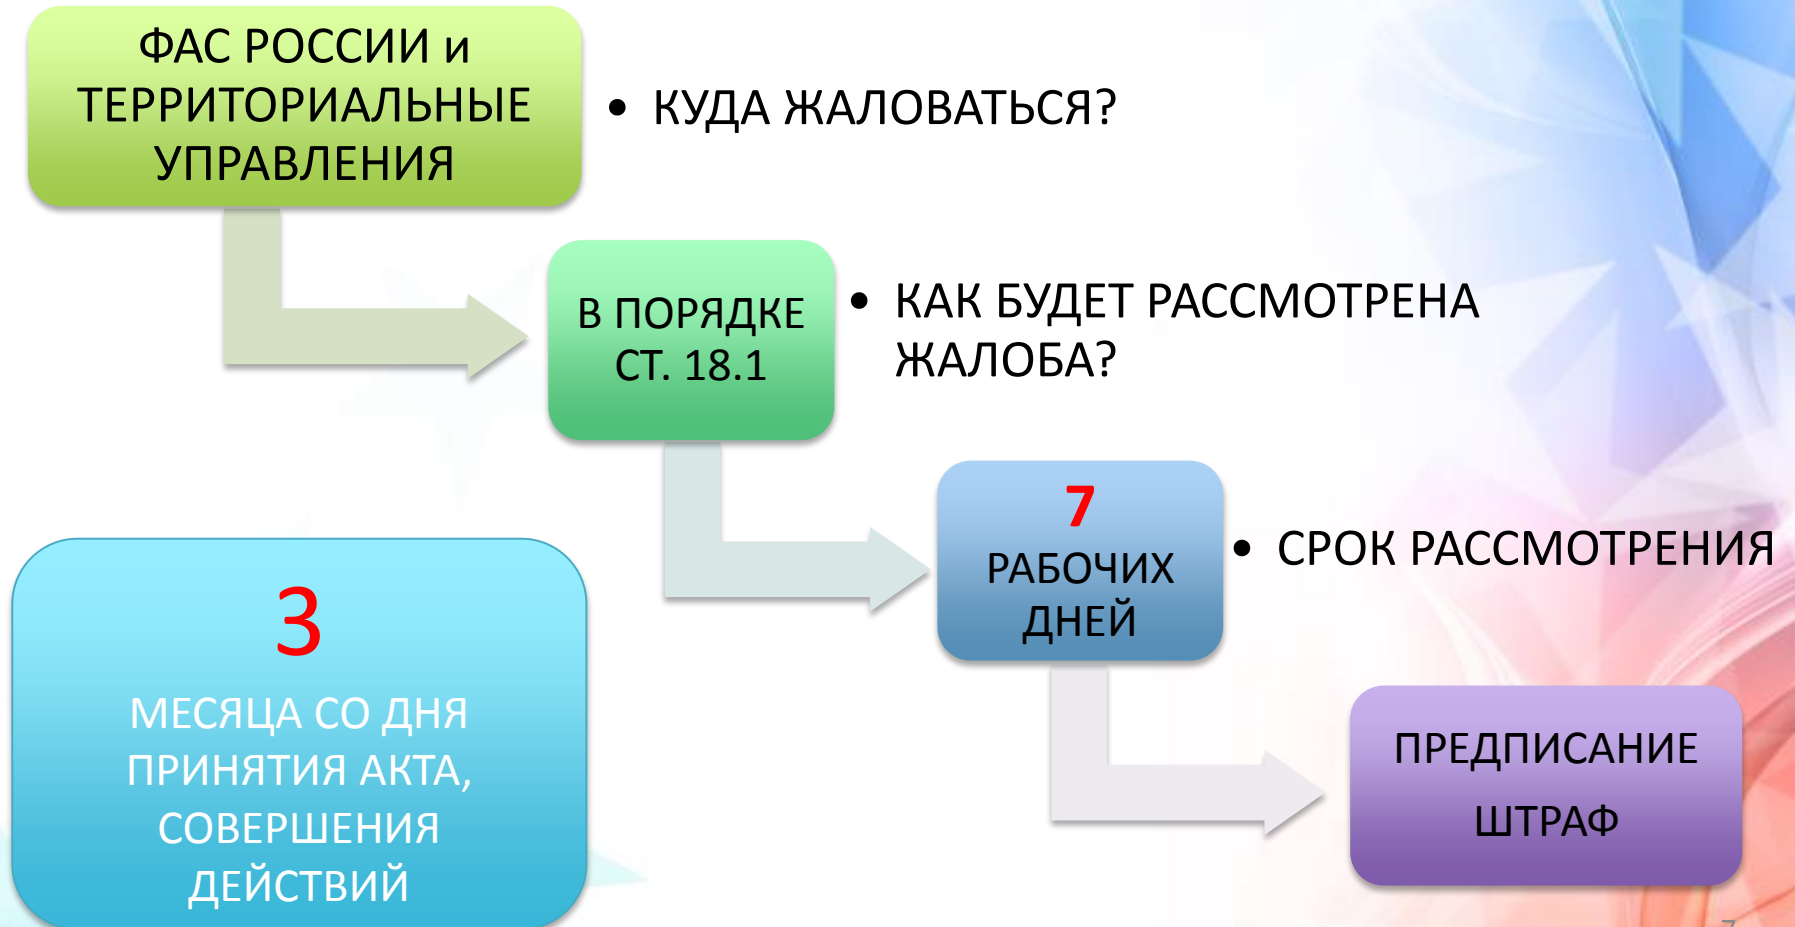 ФАС РОССИИ и
ТЕРРИТОРИАЛЬНЫЕ
УПРАВЛЕНИЯ
• КУДА ЖАЛОВАТЬСЯ?
В ПОРЯДКЕ
СТ. 18.1
• КАК БУДЕТ РАССМОТРЕНА
ЖАЛОБА?
7
РАБОЧИХ
ДНЕЙ
• СРОК РАССМОТРЕНИЯ
3
МЕСЯЦА СО ДНЯ
ПРИНЯТИЯ АКТА,
СОВЕРШЕНИЯ
ДЕЙСТВИЙ
ПРЕДПИСАНИЕ
ШТРАФ
7